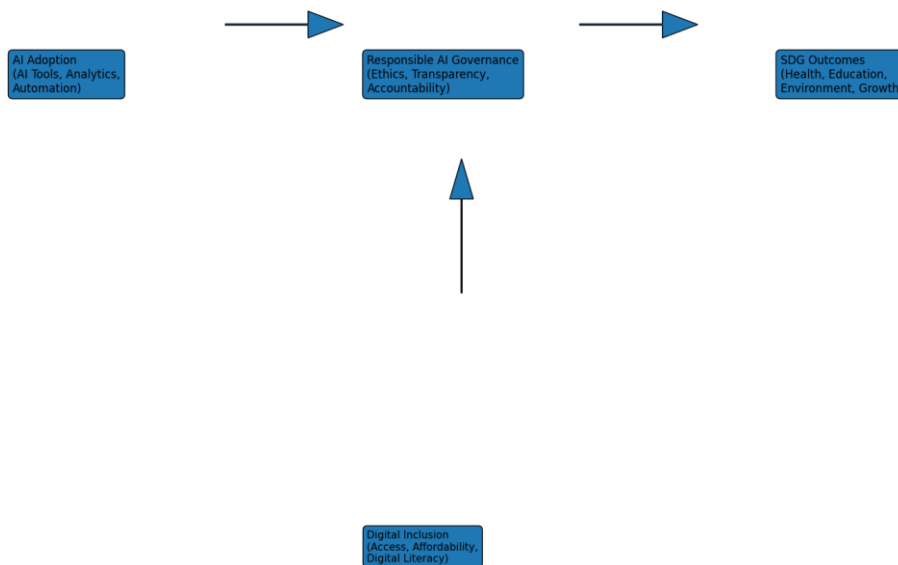 AI Adoption
(AI Tools, Analytics,
Automation)
Responsible AI Governance
(Ethics, Transparency,
Accountability)
SDG Outcomes
(Health, Education,
Environment, Growth
Digital Inclusion
(Access, Affordability,
Digital Literacy)